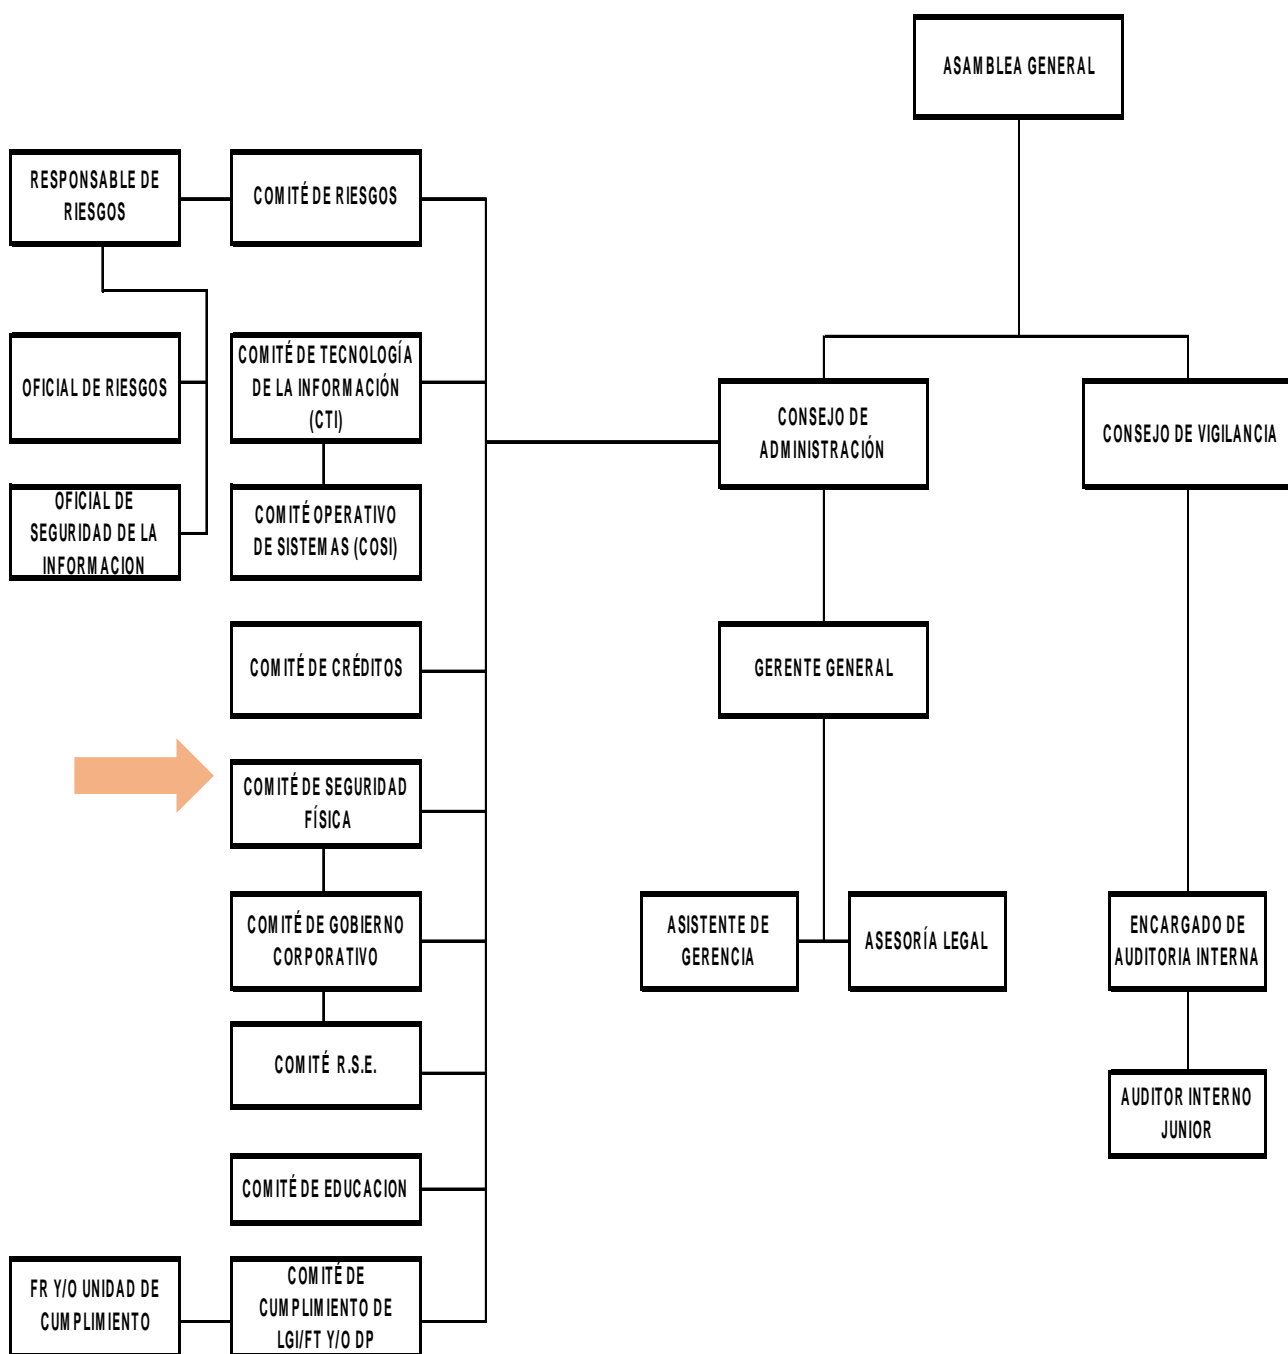 ASAMBLEA GENERAL
RESPONSABLE DE
RIESGOS
COMITÉ DE RIESGOS
OFICIAL DE RIESGOS
COMITÉ DE TECNOLOGÍA
DE LA INFORMACIÓN
(CTI)
CONSEJO DE
ADMINISTRACIÓN
CONSEJO DE VIGILANCIA
OFICIAL DE
SEGURIDAD DE LA
INFORMACION
COMITÉ OPERATIVO
DE SISTEMAS (COSI)
COMITÉ DE CRÉDITOS
GERENTE GENERAL
COMITÉ DE SEGURIDAD
FÍSICA
COMITÉ DE GOBIERNO
CORPORATIVO
ASISTENTE DE
GERENCIA
ASESORÍA LEGAL
ENCARGADO DE
AUDITORIA INTERNA
COMITÉ R.S.E.
AUDITOR INTERNO
JUNIOR
COMITÉ DE EDUCACION
FR Y/O UNIDAD DE
CUMPLIMIENTO
COMITÉ DE
CUMPLIMIENTO DE
LGI/FT Y/O DP